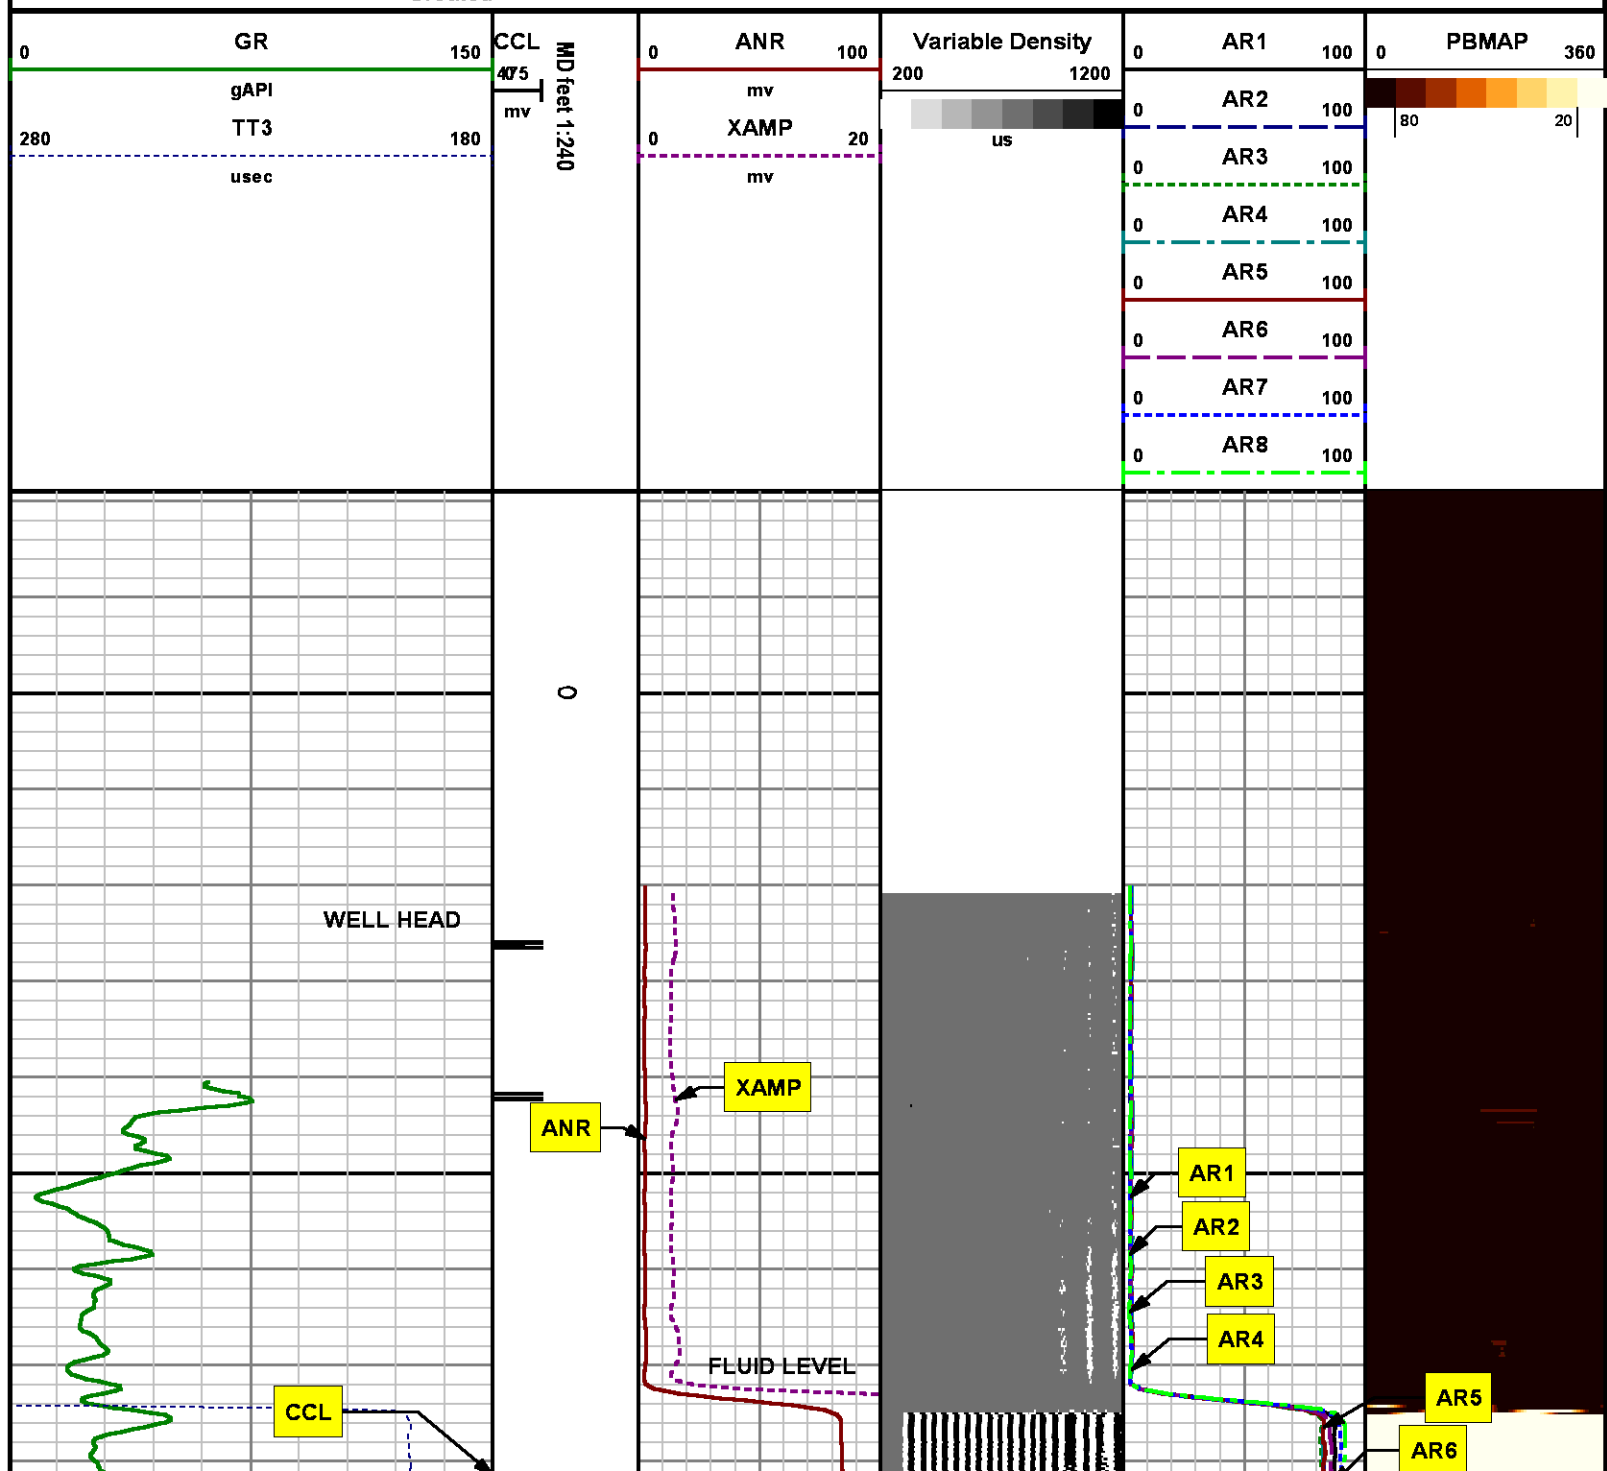 0 GR 150
gAPI
TT3
280 180
usec
CCL
mv
MD feet 1:240
0 ANR 100
mv
XAMP
0 20
mv
Variable Density
200 1200
us
0 AR1 100
0 AR2 100
0 AR3 100
0 AR4 100
0 AR5 100
0 AR6 100
0 AR7 100
0 AR8 100
0 PBMAP 360
80 20
0
WELL HEAD
XAMP
ANR
AR1
AR2
AR3
AR4
FLUID LEVEL
AR5
CCL
AR6